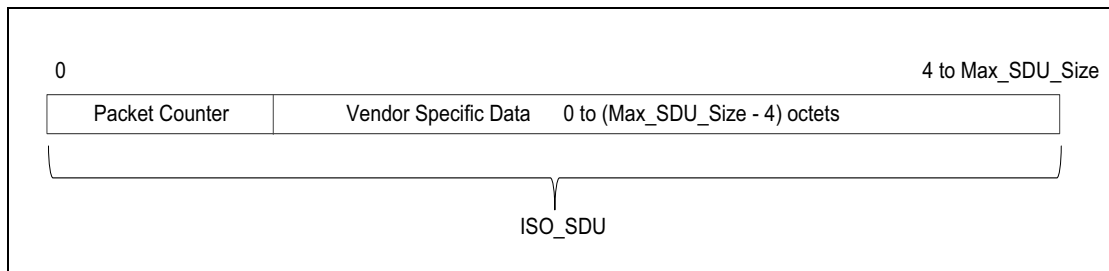 0 4 to Max_SDU_Size
Packet Counter Vendor Specific Data 0 to (Max_SDU_Size - 4) octets
ISO_SDU